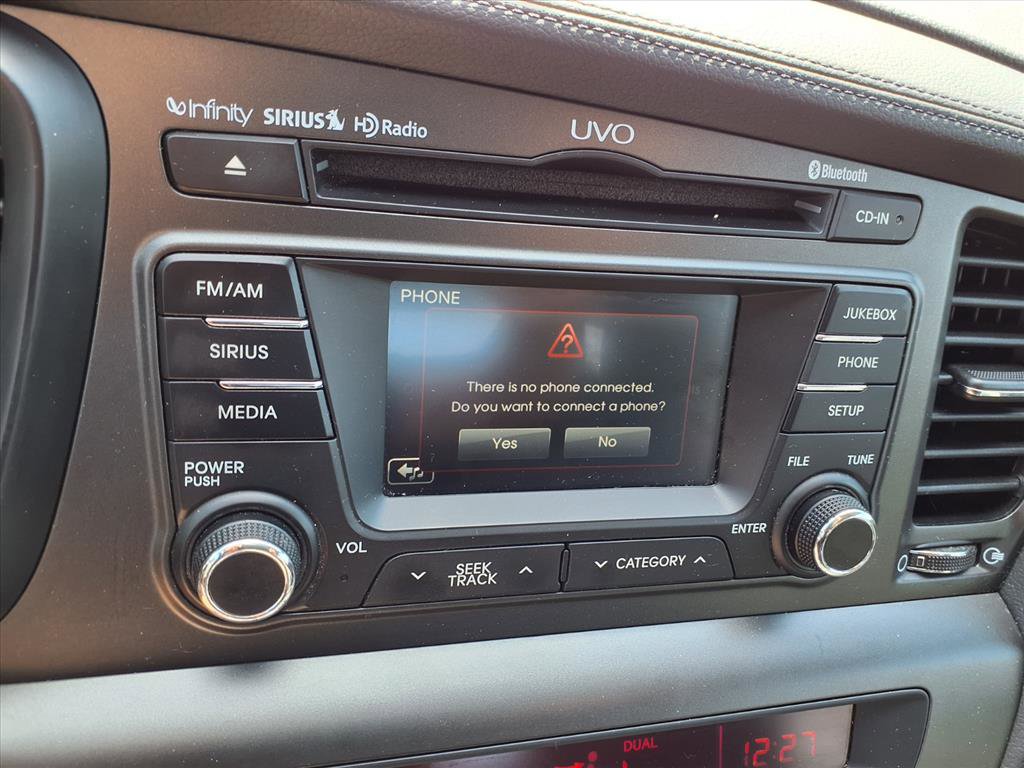 Infinity SIRIUS HD Radio
UVO
Bluetooth
CD-IN
FM/AM
SIRIUS
MEDIA
POWER
PUSH
VOL
PHONE
There is no phone connected.
Do you want to connect a phone?
Yes No
SEEK
TRACK
CATEGORY
JUKEBOX
PHONE
SETUP
FILE TUNE
ENTER
DUAL
12:27